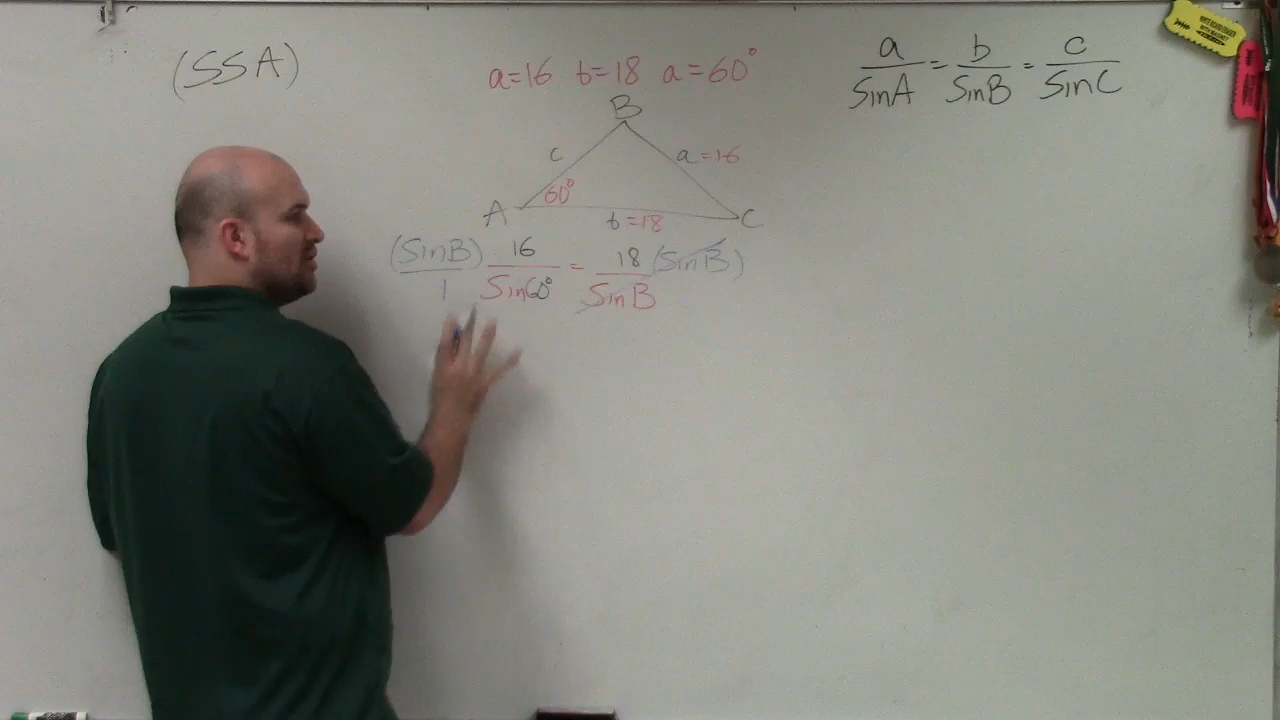 (SSA)
a=16 b=18 a=60°
a/SinA = b/SinB = c/SinC
B
c
a=16
60°
A
b=18
C
(SinB)/1 16/Sin60° = 18/SinB (SinB)